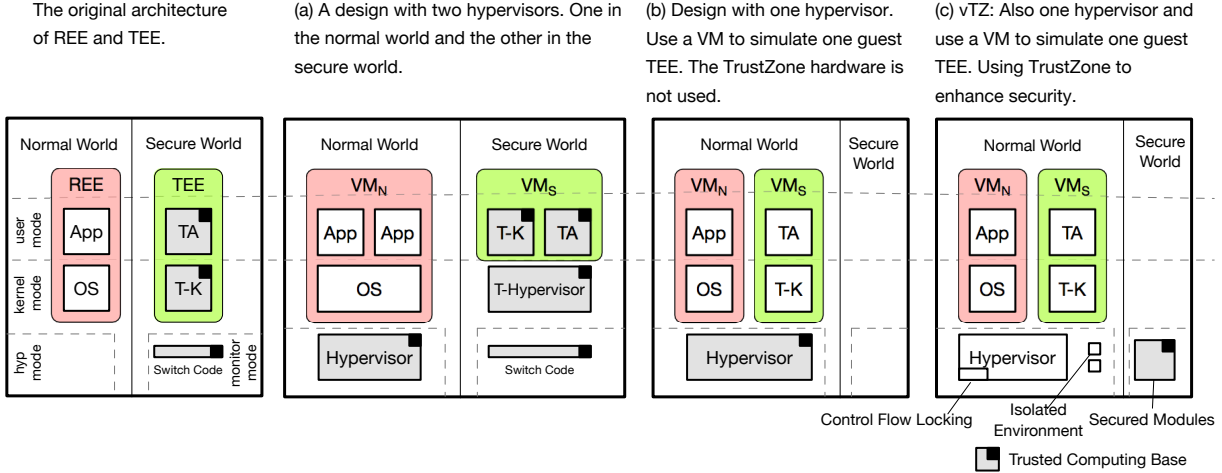 The original architecture
of REE and TEE.
(a) A design with two hypervisors. One in
the normal world and the other in the
secure world.
(b) Design with one hypervisor.
Use a VM to simulate one guest
TEE. The TrustZone hardware is
not used.
(c) vTZ: Also one hypervisor and
use a VM to simulate one guest
TEE. Using TrustZone to
enhance security.
Normal World
Secure World
REE
TEE
user
mode
App
TA
kernel
mode
OS
T-K
hyp
mode
Switch Code
monitor
mode
Normal World
Secure World
VMN
VMS
App
App
T-K
TA
OS
T-Hypervisor
Hypervisor
Switch Code
Normal World
Secure
World
VMN
VMS
App
TA
OS
T-K
Hypervisor
Normal World
Secure
World
VMN
VMS
App
TA
OS
T-K
Hypervisor
Control Flow Locking
Isolated
Environment
Secured Modules
Trusted Computing Base